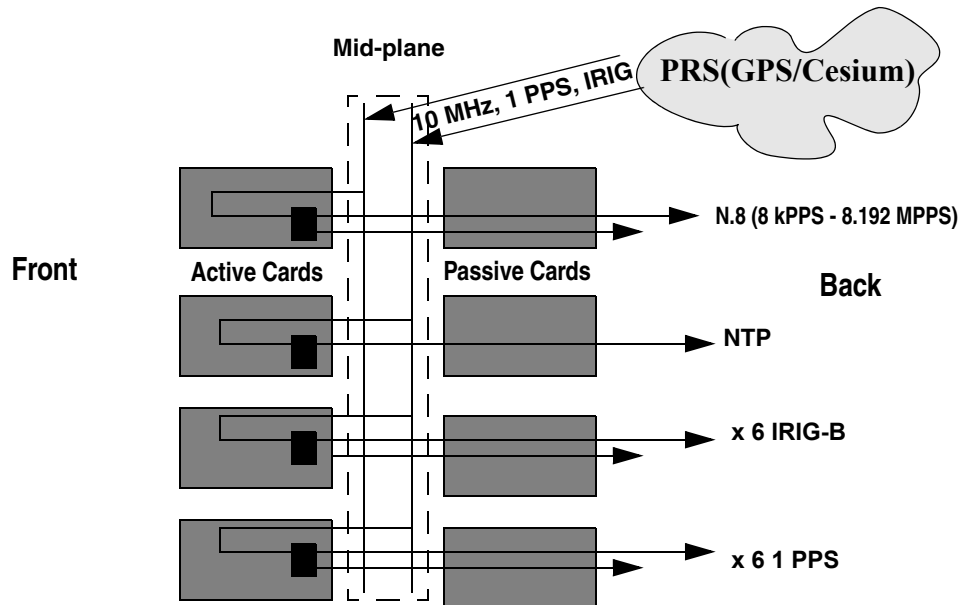 Mid-plane
PRS(GPS/Cesium)
10 MHz, 1 PPS, IRIG
N.8 (8 kPPS - 8.192 MPPS)
Front
Active Cards
Passive Cards
Back
NTP
x 6 IRIG-B
x 6 1 PPS